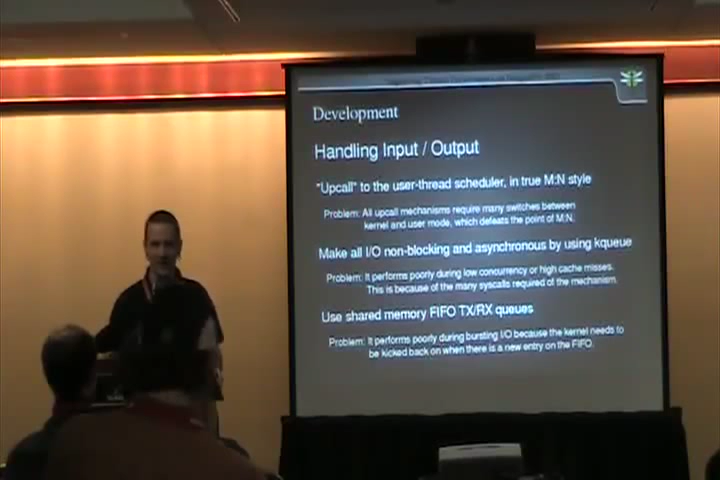 Development
Handling Input / Output
"Upcall" to the user-thread scheduler, in true M:N style
Problem: All upcall mechanisms require many switches between
kernel and user mode, which defeats the point of M:N.
Make all I/O non-blocking and asynchronous by using kqueue
Problem: It performs poorly during low concurrency or high cache misses.
This is because of the many syscalls required of the mechanism.
Use shared memory FIFO TX/RX queues
Problem: It performs poorly during bursting I/O because the kernel needs to
be kicked back on when there is a new entry on the FIFO.